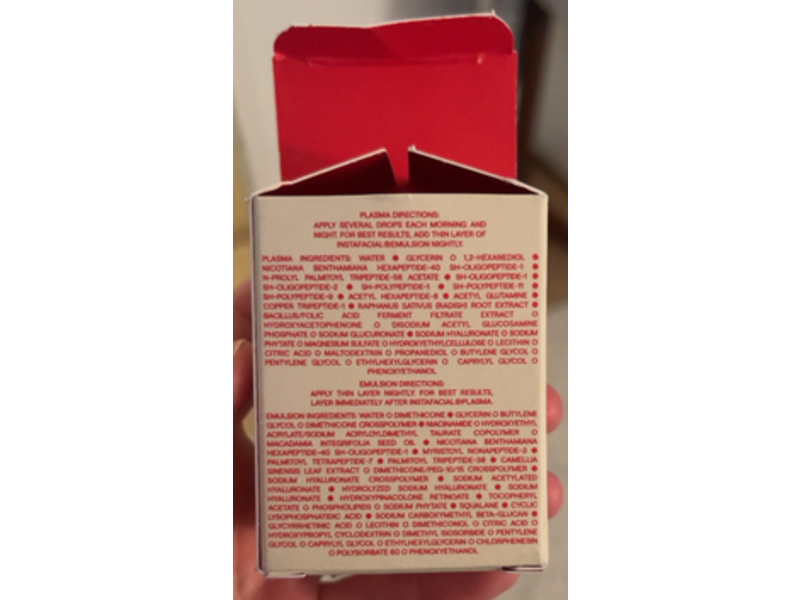 PLASMA DIRECTIONS:
APPLY SEVERAL DROPS EACH MORNING AND
NIGHT. FOR BEST RESULTS, ADD THIN LAYER OF
INSTAFACIAL®EMULSION NIGHTLY.
PLASMA INGREDIENTS: WATER ● GLYCERIN ○ 1,2-HEXANEDIOL ●
NICOTIANA BENTHAMIANA HEXAPEPTIDE-40 SH-OLIGOPEPTIDE-1 ●
N-PROLYL PALMITOYL TRIPEPTIDE-56 ACETATE ● SH-OLIGOPEPTIDE-1 ●
SH-OLIGOPEPTIDE-2 ● SH-POLYPEPTIDE-1 ● SH-POLYPEPTIDE-11 ●
SH-POLYPEPTIDE-9 ● ACETYL HEXAPEPTIDE-8 ● ACETYL GLUTAMINE ●
COPPER TRIPEPTIDE-1 ● RAPHANUS SATIVUS (RADISH) ROOT EXTRACT ●
BACILLUS/FOLIC ACID FERMENT FILTRATE EXTRACT ○
HYDROXYACETOPHENONE ○ DISODIUM ACETYL GLUCOSAMINE
PHOSPHATE ○ SODIUM GLUCURONATE ● SODIUM HYALURONATE ○ SODIUM
PHYTATE ○ MAGNESIUM SULFATE ○ HYDROXYETHYLCELLULOSE ○ LECITHIN ○
CITRIC ACID ○ MALTODEXTRIN ○ PROPANEDIOL ○ BUTYLENE GLYCOL ○
PENTYLENE GLYCOL ○ ETHYLHEXYLGLYCERIN ○ CAPRYLYL GLYCOL ○
PHENOXYETHANOL
EMULSION DIRECTIONS:
APPLY THIN LAYER NIGHTLY. FOR BEST RESULTS,
LAYER IMMEDIATELY AFTER INSTAFACIAL®PLASMA.
EMULSION INGREDIENTS: WATER ○ DIMETHICONE ● GLYCERIN ○ BUTYLENE
GLYCOL ○ DIMETHICONE CROSSPOLYMER ● NIACINAMIDE ○ HYDROXYETHYL
ACRYLATE/SODIUM ACRYLOYLDIMETHYL TAURATE COPOLYMER ○
MACADAMIA INTEGRIFOLIA SEED OIL ● NICOTIANA BENTHAMIANA
HEXAPEPTIDE-40 SH-OLIGOPEPTIDE-1 ● MYRISTOYL NONAPEPTIDE-3 ●
PALMITOYL TETRAPEPTIDE-7 ● PALMITOYL TRIPEPTIDE-38 ● CAMELLIA
SINENSIS LEAF EXTRACT ○ DIMETHICONE/PEG-10/15 CROSSPOLYMER ●
SODIUM HYALURONATE CROSSPOLYMER ● SODIUM ACETYLATED
HYALURONATE ● HYDROLYZED SODIUM HYALURONATE ● SODIUM
HYALURONATE ● HYDROXYPINACOLONE RETINOATE ● TOCOPHERYL
ACETATE ○ PHOSPHOLIPIDS ○ SODIUM PHYTATE ● SQUALANE ● CYCLIC
LYSOPHOSPHATIDIC ACID ● SODIUM CARBOXYMETHYL BETA-GLUCAN ●
GLYCYRRHETINIC ACID ○ LECITHIN ○ DIMETHICONOL ○ CITRIC ACID ○
HYDROXYPROPYL CYCLODEXTRIN ○ DIMETHYL ISOSORBIDE ○ PENTYLENE
GLYCOL ○ CAPRYLYL GLYCOL ○ ETHYLHEXYLGLYCERIN ○ CHLORPHENESIN
○ POLYSORBATE 60 ○ PHENOXYETHANOL